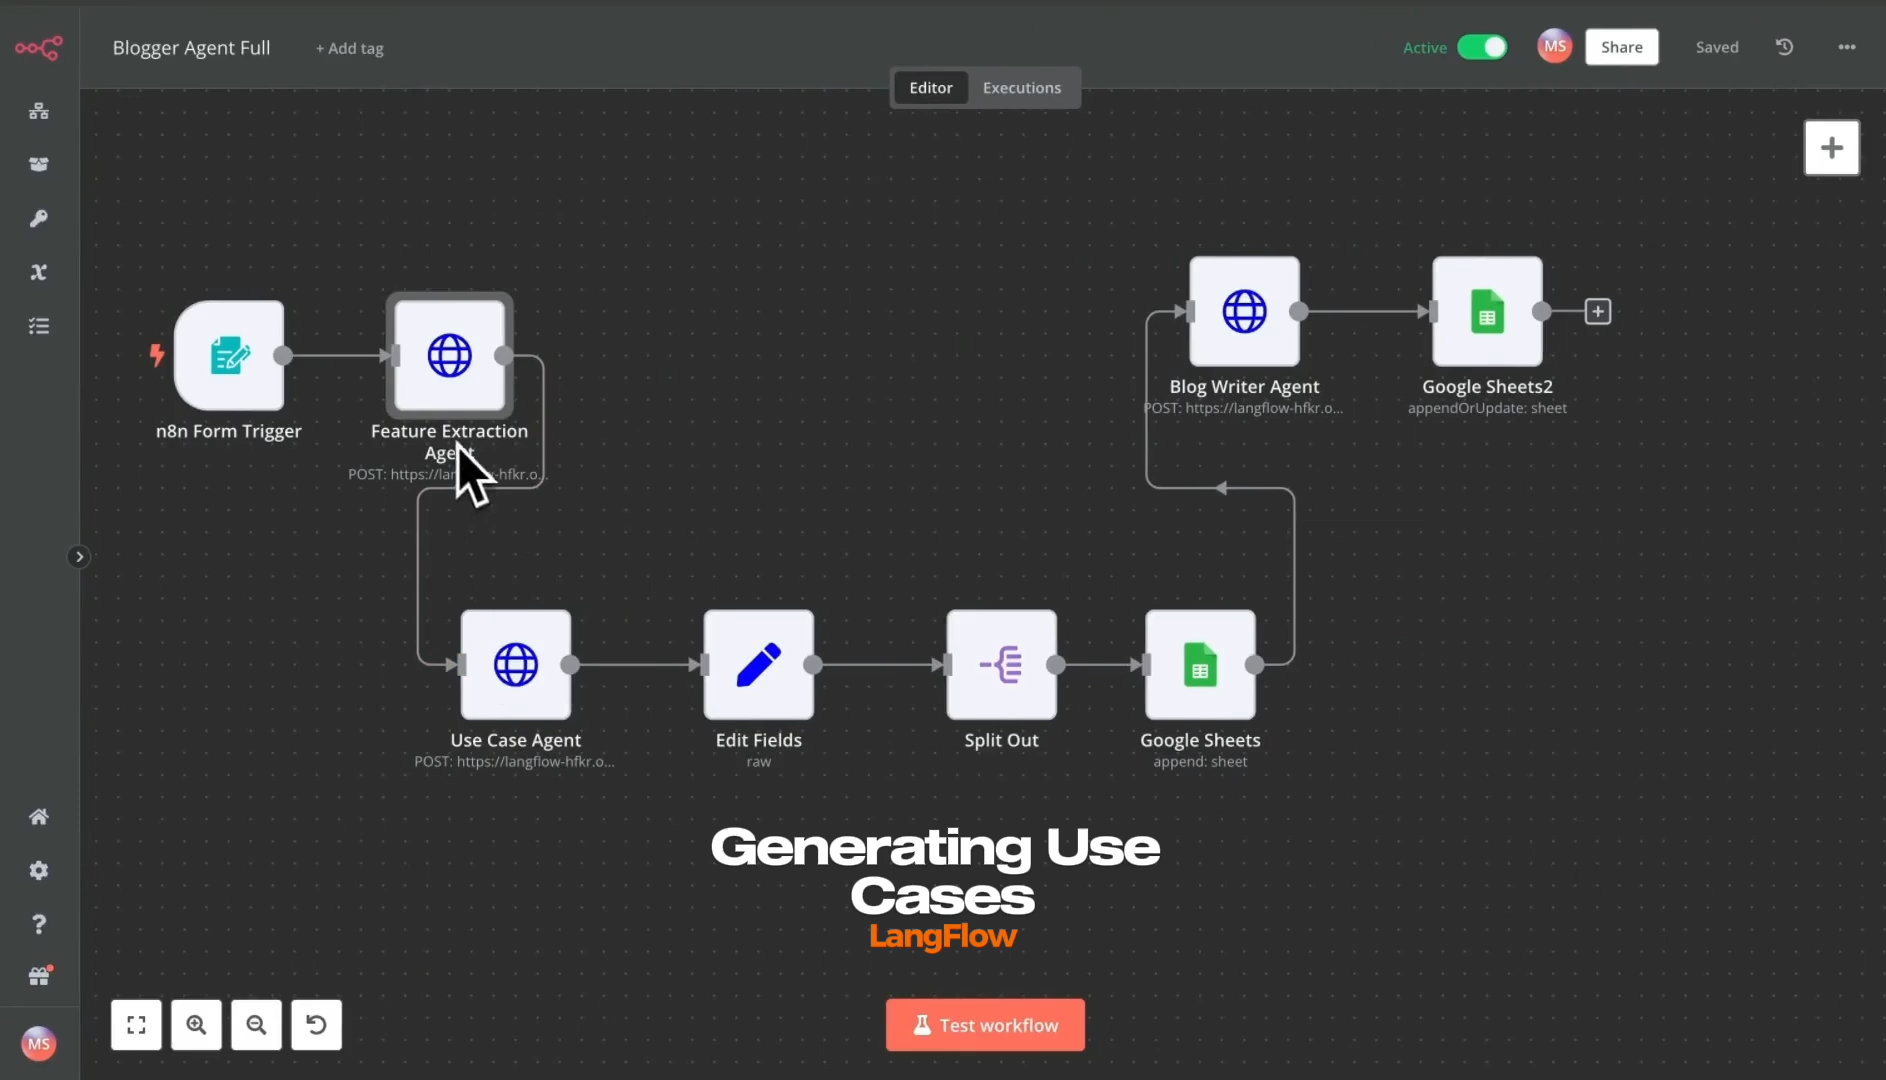 Blogger Agent Full
+ Add tag
Active
MS
Share
Saved
Editor
Executions
n8n Form Trigger
Feature Extraction
Agent
POST: https://lan -hfkr.o...
Blog Writer Agent
POST: https://langflow-hfkr.o...
Google Sheets2
appendOrUpdate: sheet
Use Case Agent
POST: https://langflow-hfkr.o...
Edit Fields
raw
Split Out
Google Sheets
append: sheet
Generating Use
Cases
LangFlow
Test workflow
MS